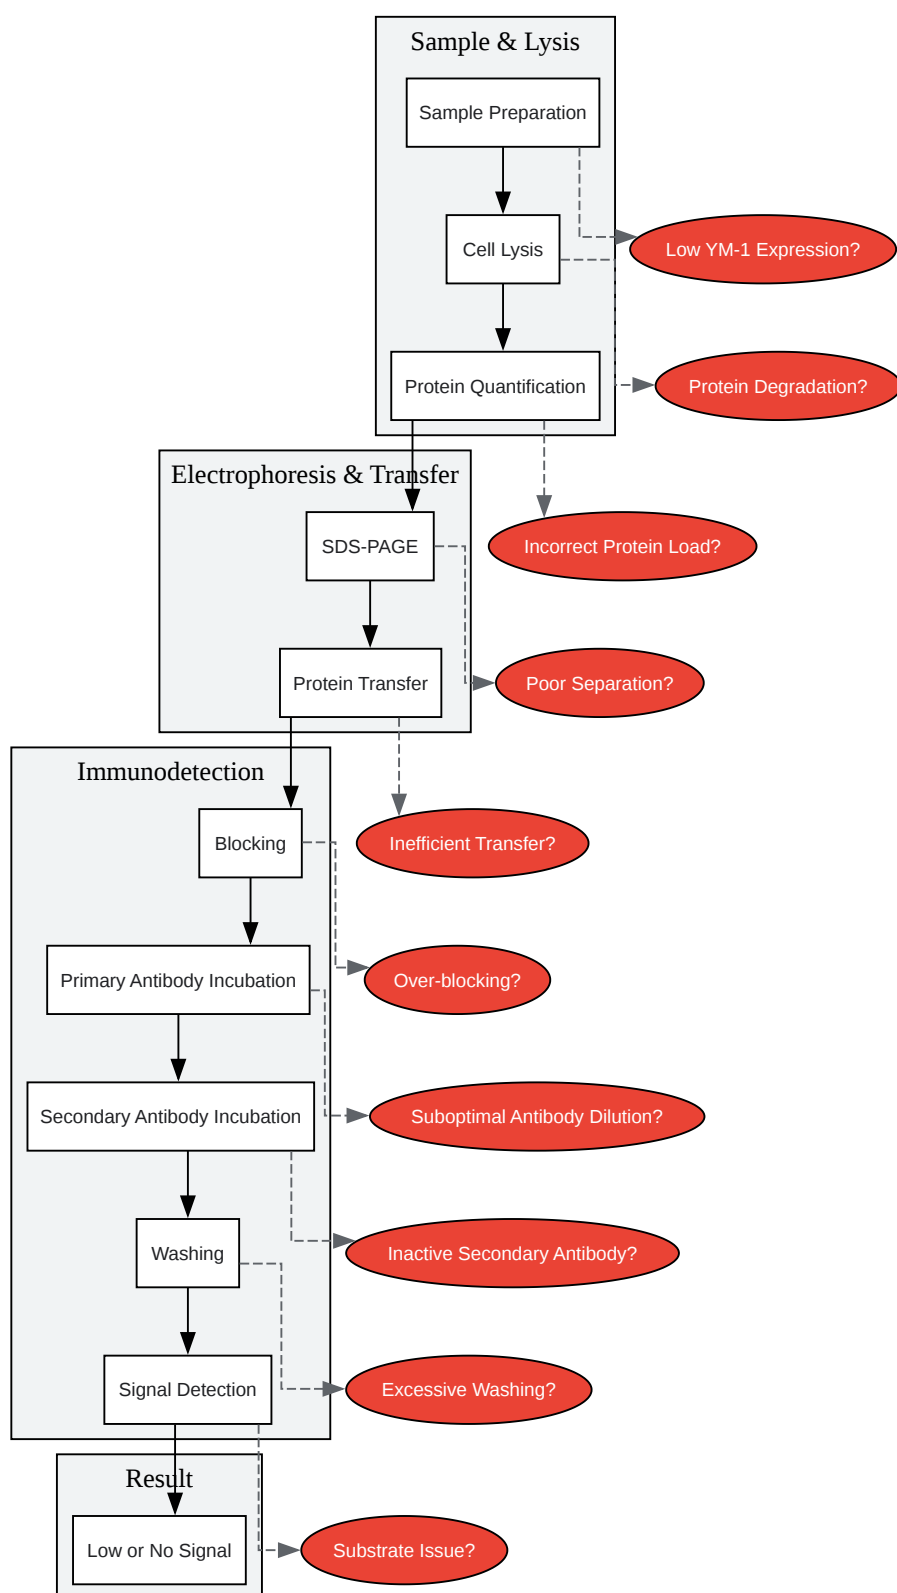 Sample & Lysis
Sample Preparation
Cell Lysis
Low YM-1 Expression?
Protein Quantification
Protein Degradation?
Electrophoresis & Transfer
SDS-PAGE
Incorrect Protein Load?
Protein Transfer
Poor Separation?
Immunodetection
Blocking
Inefficient Transfer?
Primary Antibody Incubation
Over-blocking?
Secondary Antibody Incubation
Suboptimal Antibody Dilution?
Washing
Inactive Secondary Antibody?
Signal Detection
Excessive Washing?
Result
Low or No Signal
Substrate Issue?